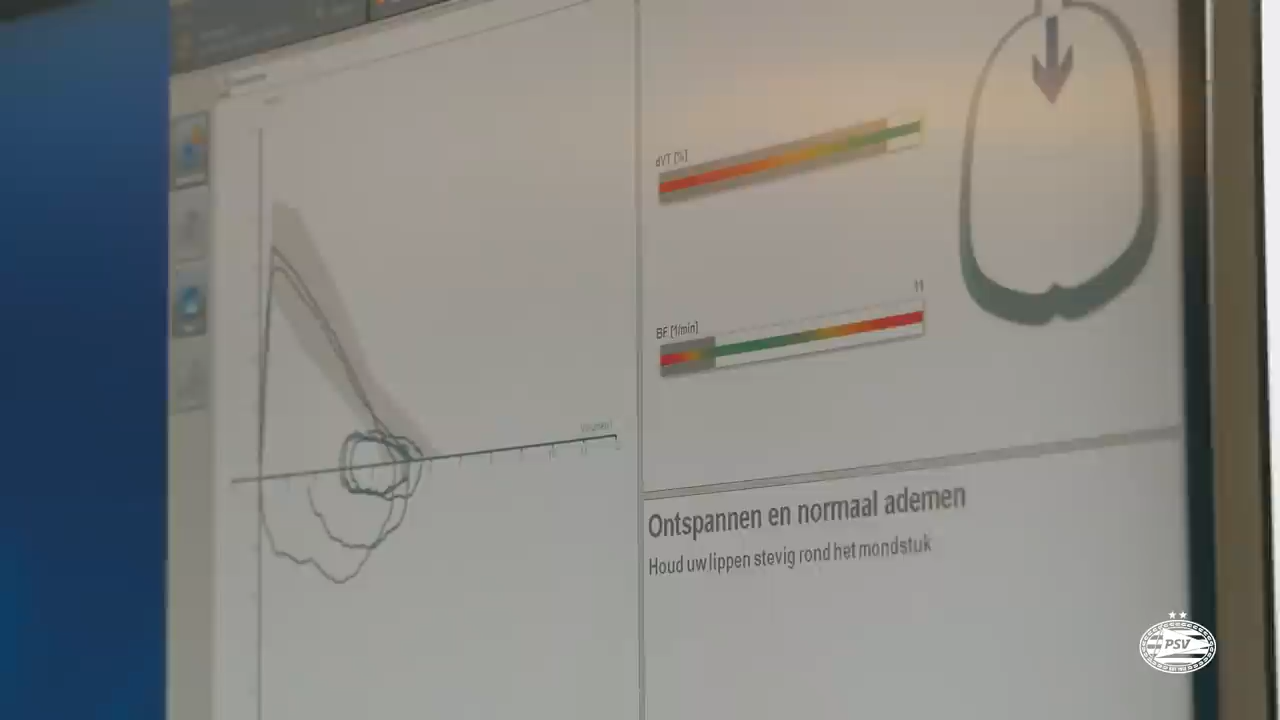 dVT [%]
11
BF [1/min]
Ontspannen en normaal ademen
Houd uw lippen stevig rond het mondstuk
PSV